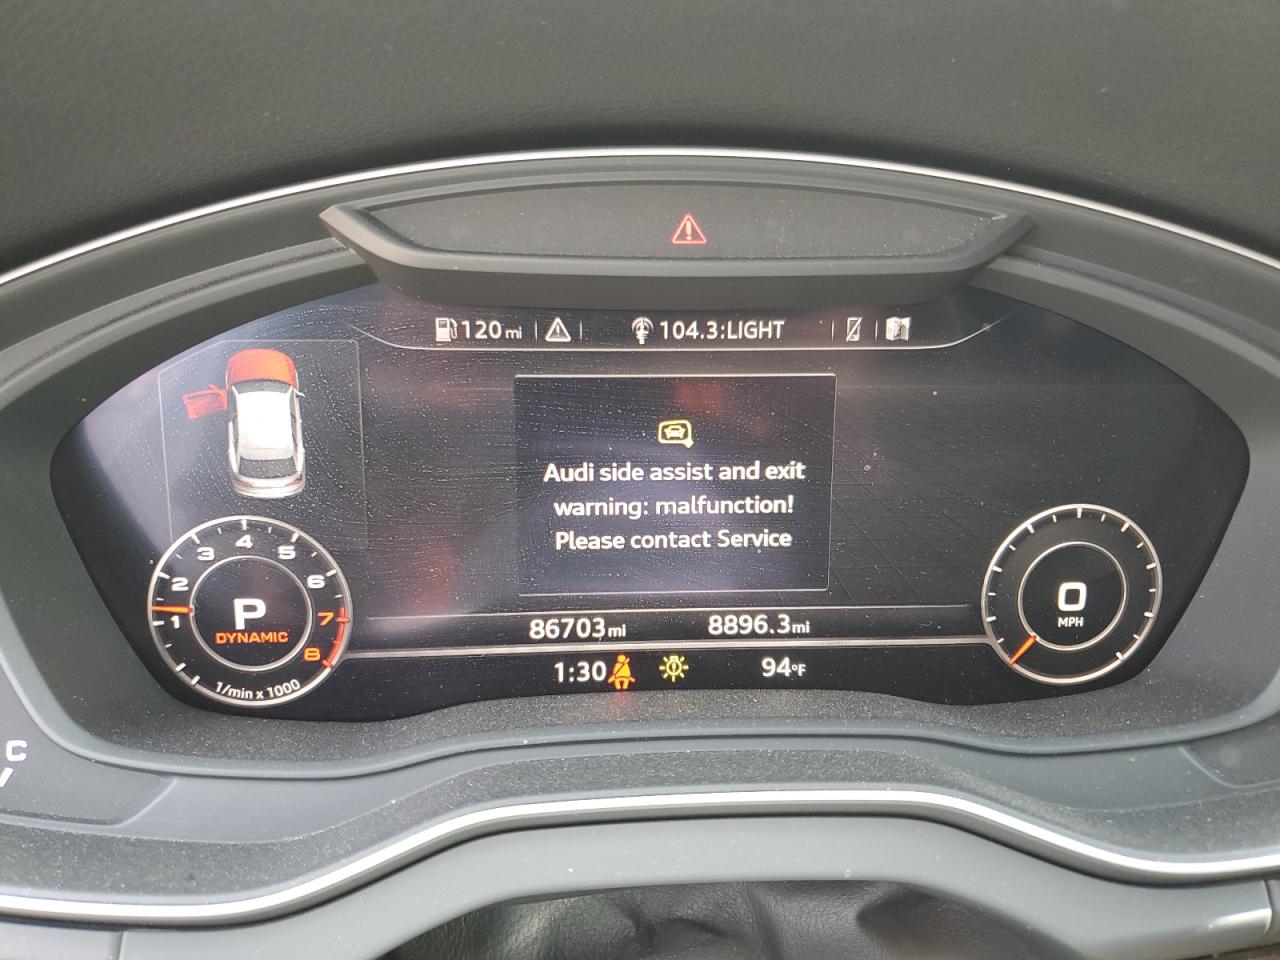 120 mi
104.3:LIGHT
Audi side assist and exit
warning: malfunction!
Please contact Service
1
2
3
4
5
6
7
8
P
DYNAMIC
1/min x 1000
0
MPH
86703 mi
8896.3 mi
1:30
94°F
C